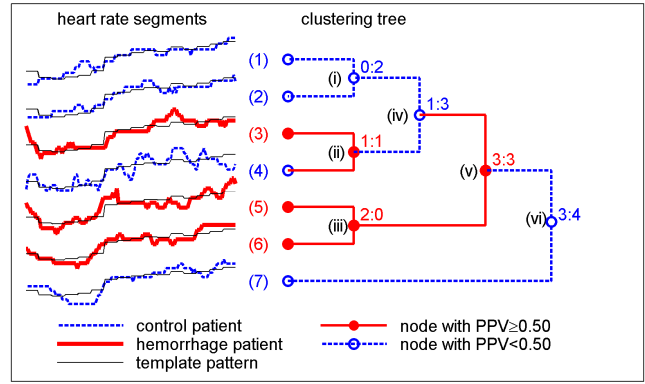 heart rate segments clustering tree
(1)
0:2
(i)
(2)
1:3
(iv)
(3)
1:1
(ii)
(4)
3:3
(v)
(5)
2:0
(iii)
(vi) 3:4
(6)
(7)
control patient node with PPV≥0.50
hemorrhage patient node with PPV<0.50
template pattern